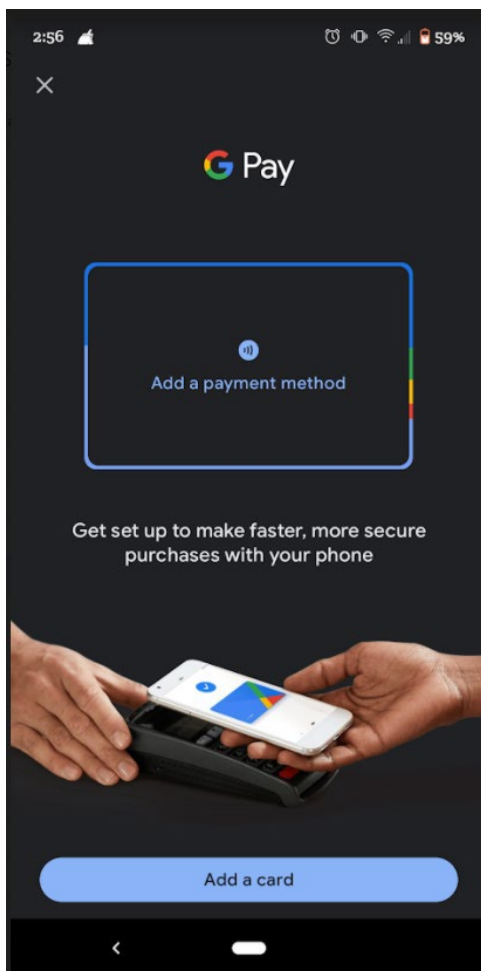 2:56
59%
G Pay
Add a payment method
Get set up to make faster, more secure
purchases with your phone
Add a card